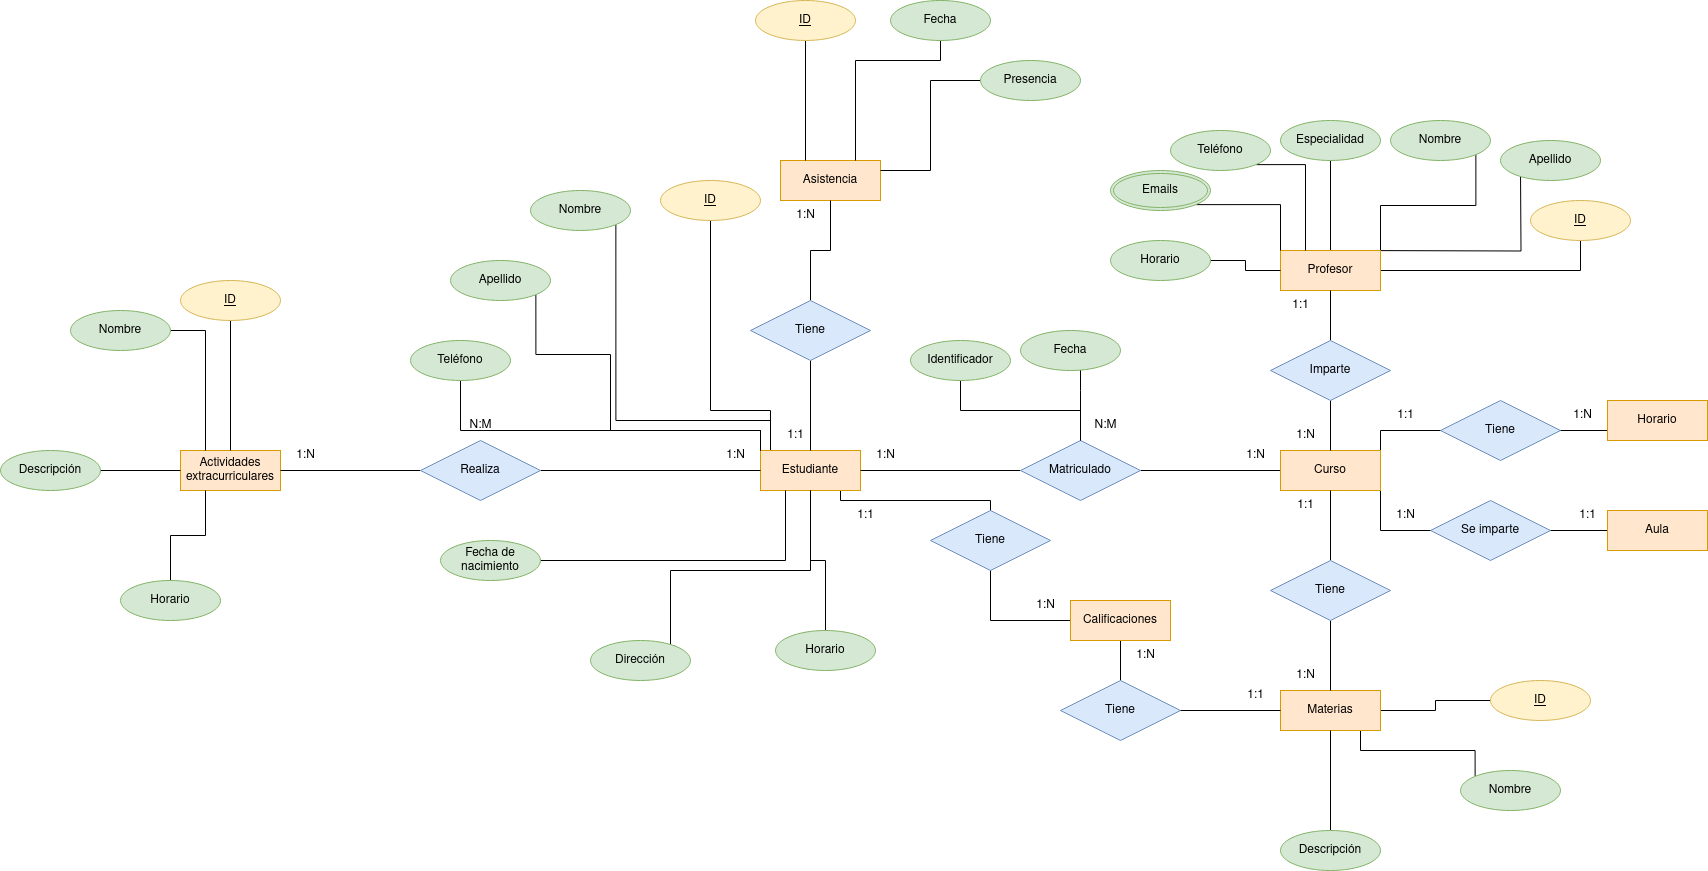 ID
Fecha
Presencia
Asistencia
1:N
Tiene
1:1
ID
Nombre
Apellido
Teléfono
N:M
Nombre
ID
Descripción
Actividades
extracurriculares
Horario
1:N
Realiza
1:N
Estudiante
Fecha de
nacimiento
Dirección
Horario
1:N
Identificador
Fecha
N:M
Matriculado
1:N
Curso
1:1
Tiene
1:N
Calificaciones
1:N
Tiene
1:1
Teléfono
Especialidad
Nombre
Apellido
Emails
ID
Horario
Profesor
1:1
Imparte
1:N
1:1
Tiene
1:N
Horario
1:N
Se imparte
1:1
Aula
1:1
Tiene
1:N
Materias
ID
Nombre
Descripción